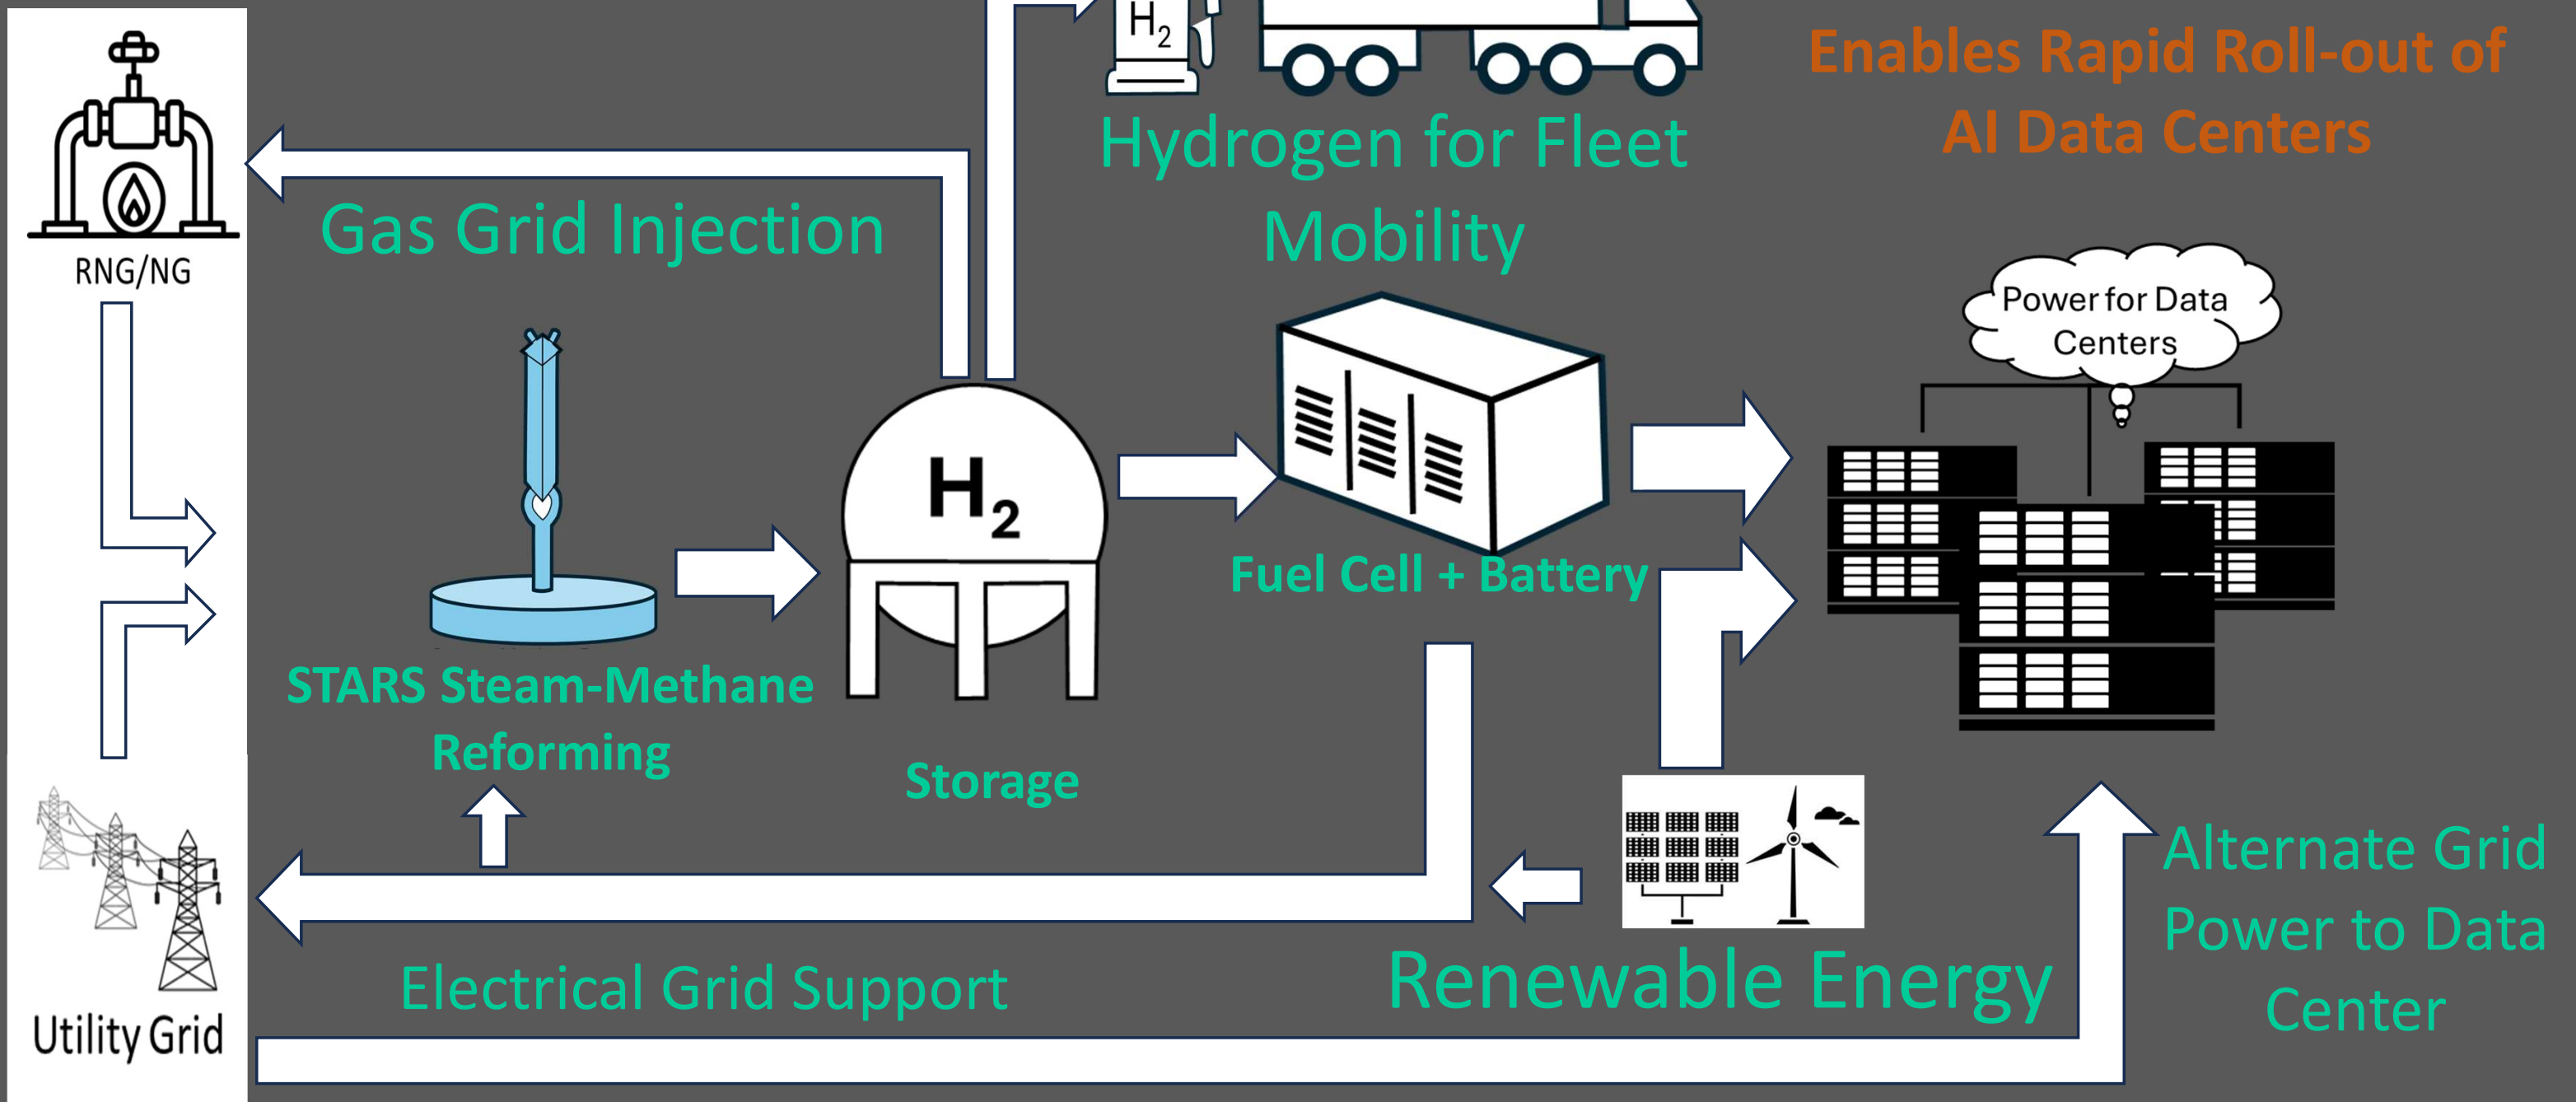 H2
Enables Rapid Roll-out of
AI Data Centers
Hydrogen for Fleet
Mobility
Gas Grid Injection
RNG/NG
Power for Data
Centers
H2
Fuel Cell + Battery
STARS Steam-Methane
Reforming
Storage
Alternate Grid
Power to Data
Center
Renewable Energy
Electrical Grid Support
Utility Grid